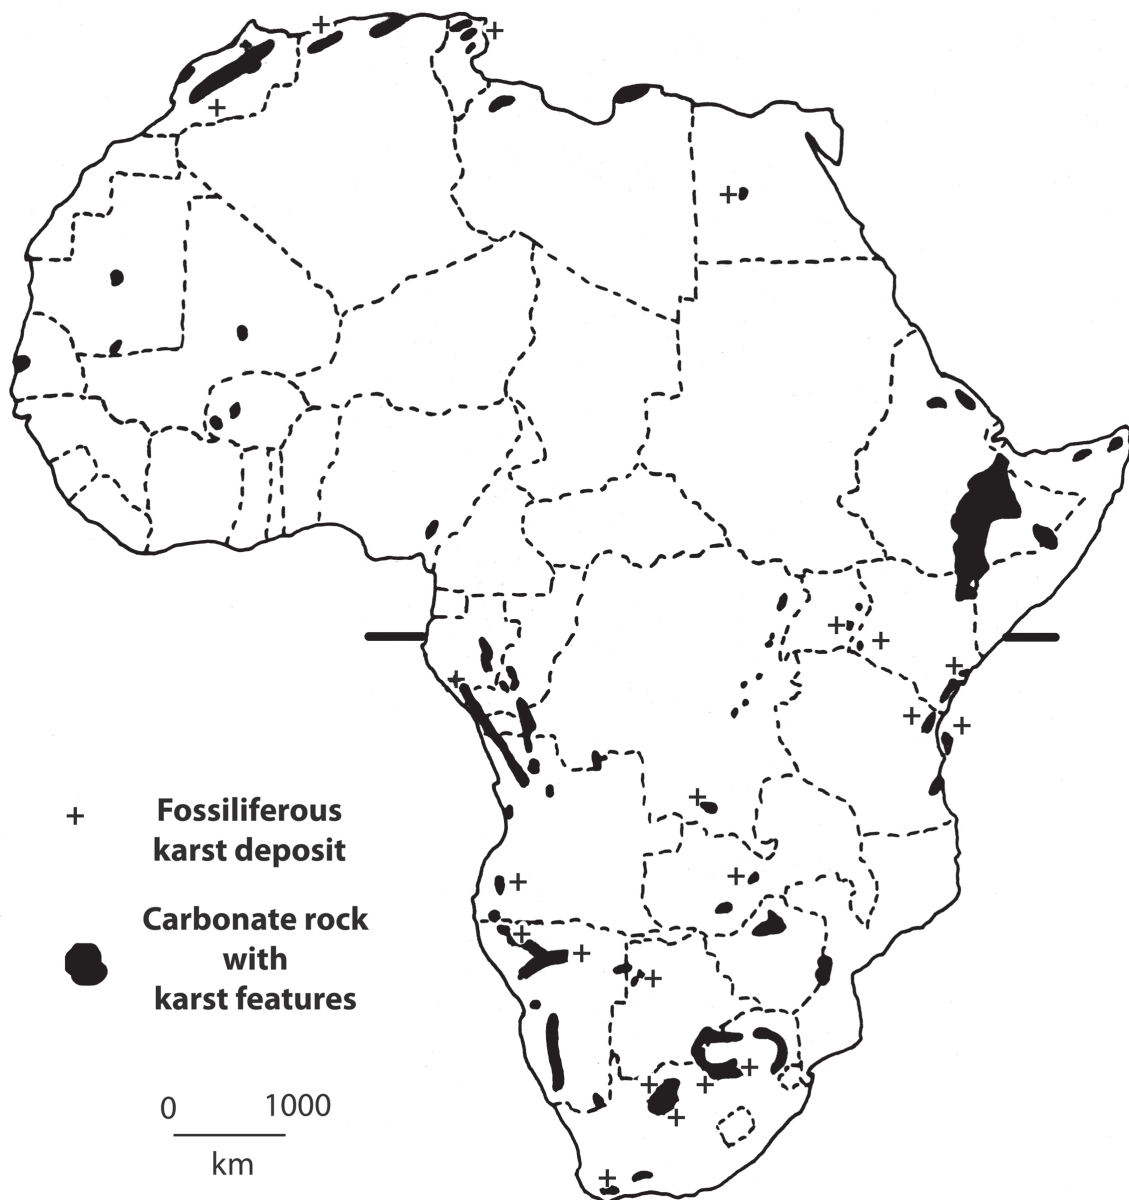 Fossiliferous
karst deposit
Carbonate rock
with
karst features
0 1000
km